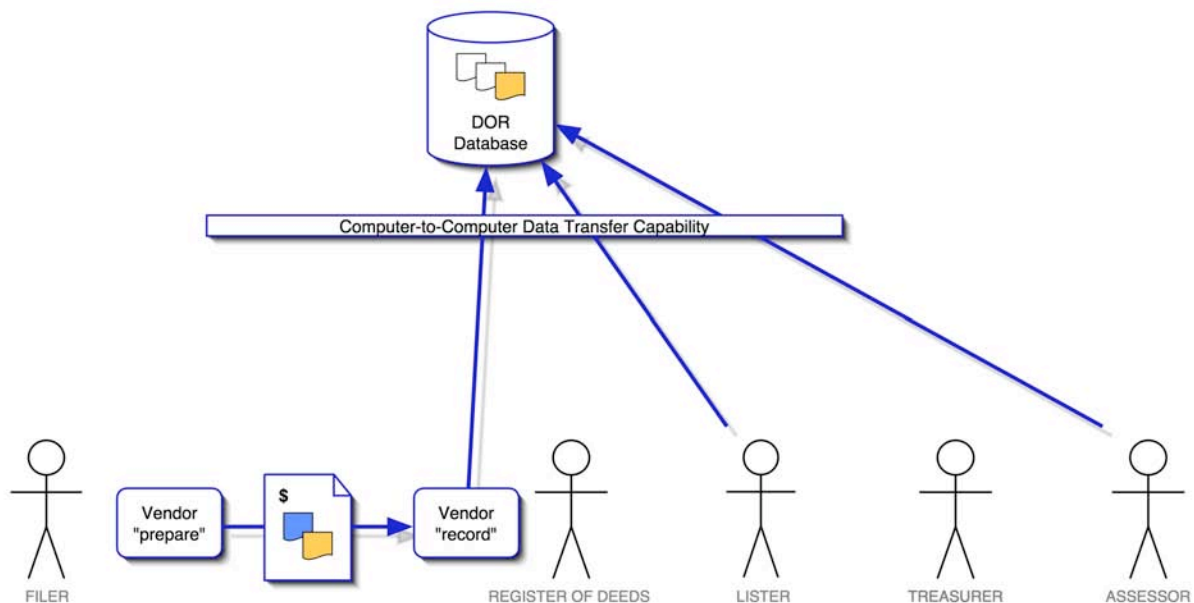 DOR
Database
Computer-to-Computer Data Transfer Capability
$
Vendor
"prepare"
Vendor
"record"
FILER
REGISTER OF DEEDS
LISTER
TREASURER
ASSESSOR